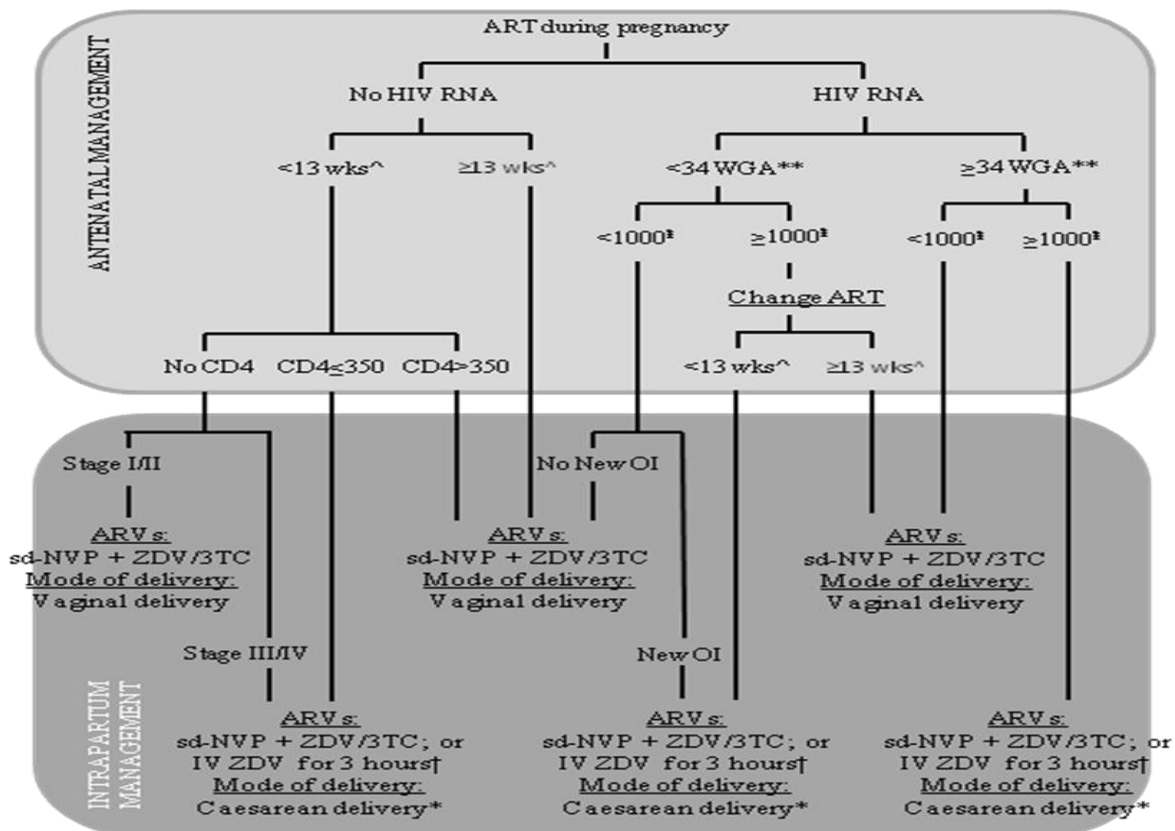 ART during pregnancy
ANTENATAL MANAGEMENT
No HIV RNA
HIV RNA
<13 wks^
≥13 wks^
<34 WGA**
≥34 WGA**
<1000¥
≥1000¥
<1000¥
≥1000¥
Change ART
No CD4
CD4≤350
CD4>350
<13 wks^
≥13 wks^
INTRAPARTUM
MANAGEMENT
Stage I/II
No New OI
ARVs:
sd-NVP + ZDV/3TC
Mode of delivery:
Vaginal delivery
ARVs:
sd-NVP + ZDV/3TC
Mode of delivery:
Vaginal delivery
ARVs:
sd-NVP + ZDV/3TC
Mode of delivery:
Vaginal delivery
Stage III/IV
New OI
ARVs:
sd-NVP + ZDV/3TC; or
IV ZDV for 3 hours†
Mode of delivery:
Caesarean delivery*
ARVs:
sd-NVP + ZDV/3TC; or
IV ZDV for 3 hours†
Mode of delivery:
Caesarean delivery*
ARVs:
sd-NVP + ZDV/3TC; or
IV ZDV for 3 hours†
Mode of delivery:
Caesarean delivery*